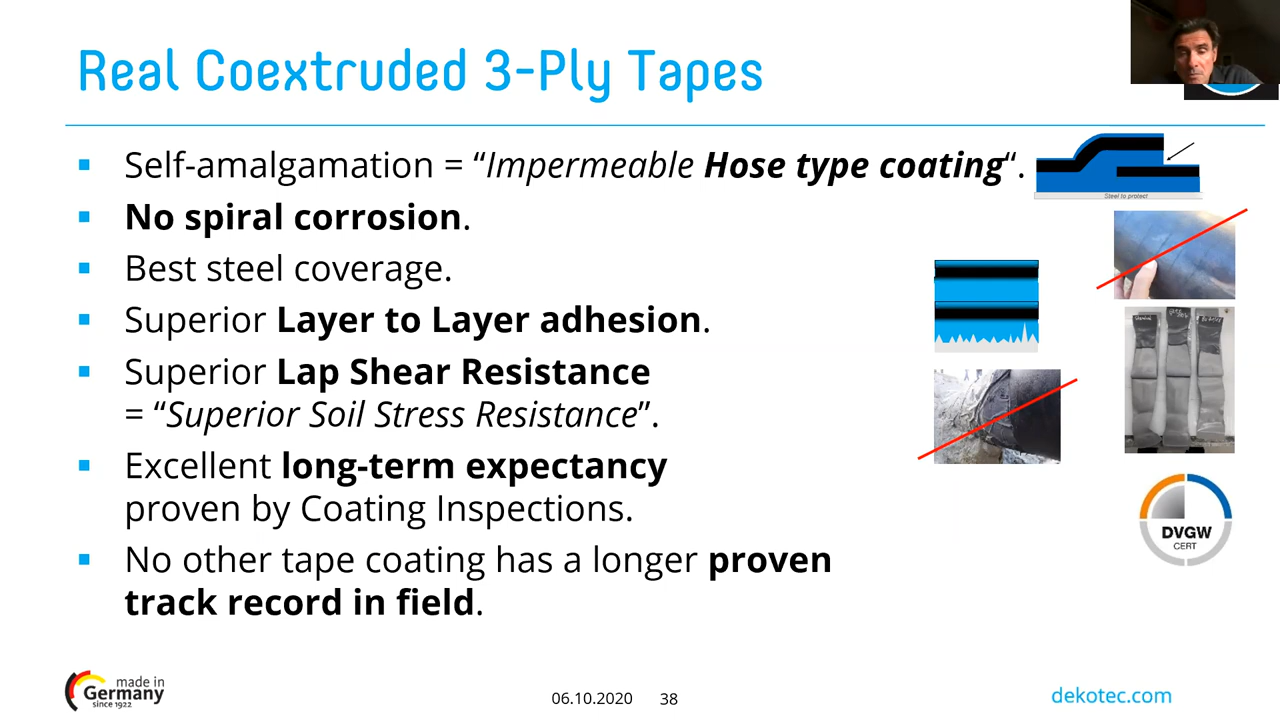 Real Coextruded 3-Ply Tapes
▪ Self-amalgamation = “Impermeable Hose type coating“.
▪ No spiral corrosion.
▪ Best steel coverage.
▪ Superior Layer to Layer adhesion.
▪ Superior Lap Shear Resistance
= “Superior Soil Stress Resistance”.
▪ Excellent long-term expectancy
proven by Coating Inspections.
▪ No other tape coating has a longer proven
track record in field.
Steel to protect
DVGW
CERT
made in
Germany
since 1922
06.10.2020 38
dekotec.com